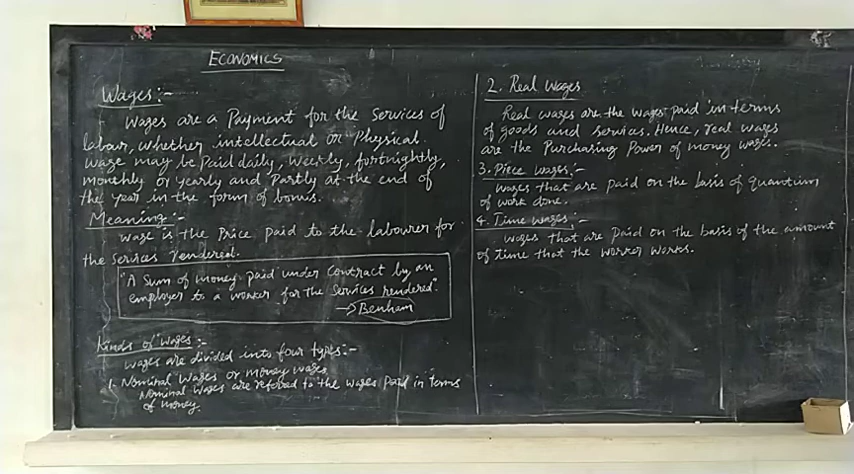 ECONOMICS
Wages:-
Wages are a Payment for the Services of
labour, whether intellectual or Physical.
Wage may be Paid daily, Weekly, fortnightly,
monthly or yearly and Partly at the end of
the year in the form of bonus.
Meaning:-
Wage is the Price paid to the labourer for
the services rendered.
"A Sum of money paid under Contract by an
employer to a worker for the Services rendered"
→ Benham
Kinds of Wages:-
Wages are divided into four types:-
1. Nominal Wages or money wages
Nominal Wages are referred to the wages Paid in terms
of money.
2. Real Wages
Real wages are the wages paid in terms
of goods and services. Hence, real wages
are the Purchasing Power of money wages.
3. Piece wages:-
Wages that are paid on the basis of quantum
of work done.
4. Time wages:-
Wages that are paid on the basis of the amount
of time that the worker works.